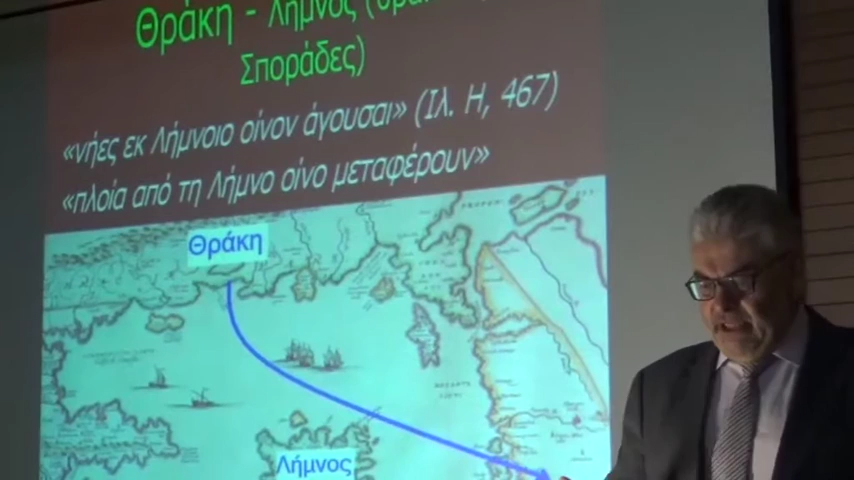 Θράκη - Λήμνος
Σποράδες)
«νήες εκ Λήμνοιο οίνον άγουσαι» (Ιλ. Η, 467)
«πλοία από τη Λήμνο οίνο μεταφέρουν»
Θράκη
Λήμνος